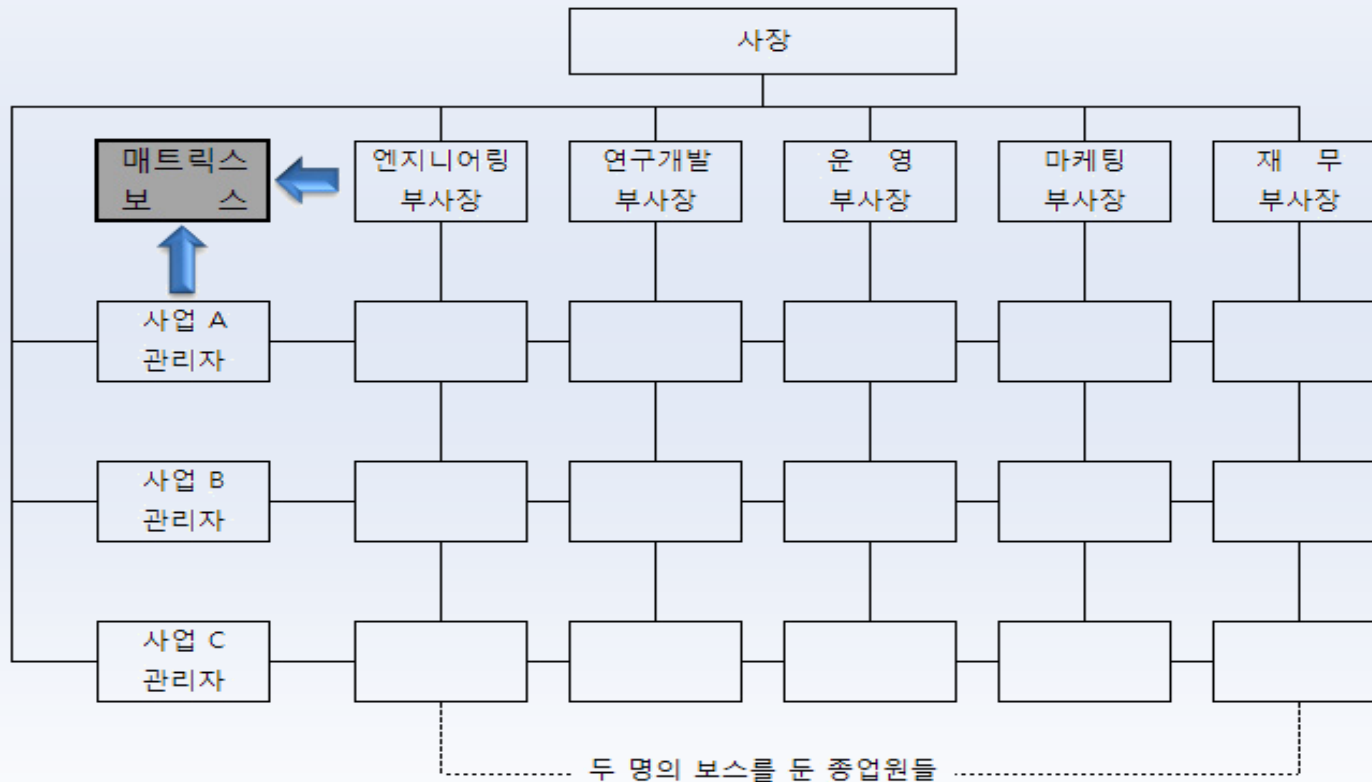 사장
매트릭스
보 스
엔지니어링
부사장
연구개발
부사장
운 영
부사장
마케팅
부사장
재 무
부사장
사업 A
관리자
사업 B
관리자
사업 C
관리자
두 명의 보스를 둔 종업원들